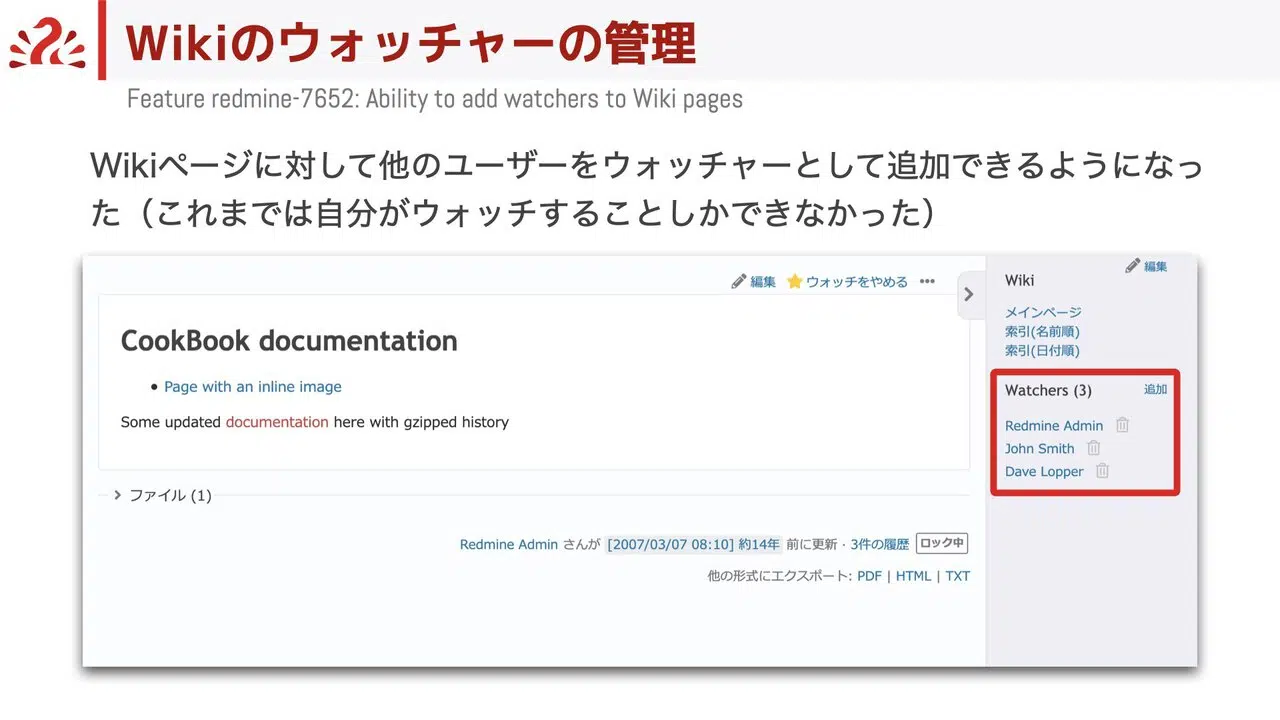 Wikiのウォッチャーの管理
Feature redmine-7652: Ability to add watchers to Wiki pages
Wikiページに対して他のユーザーをウォッチャーとして追加できるようになっ
た（これまでは自分がウォッチすることしかできなかった）
編集 ウォッチをやめる •••
CookBook documentation
• Page with an inline image
Some updated documentation here with gzipped history
ファイル (1)
Redmine Admin さんが [2007/03/07 08:10] 約14年 前に更新 · 3件の履歴 ロック中
他の形式にエクスポート: PDF | HTML | TXT
編集
Wiki
メインページ
索引(名前順)
索引(日付順)
Watchers (3) 追加
Redmine Admin
John Smith
Dave Lopper